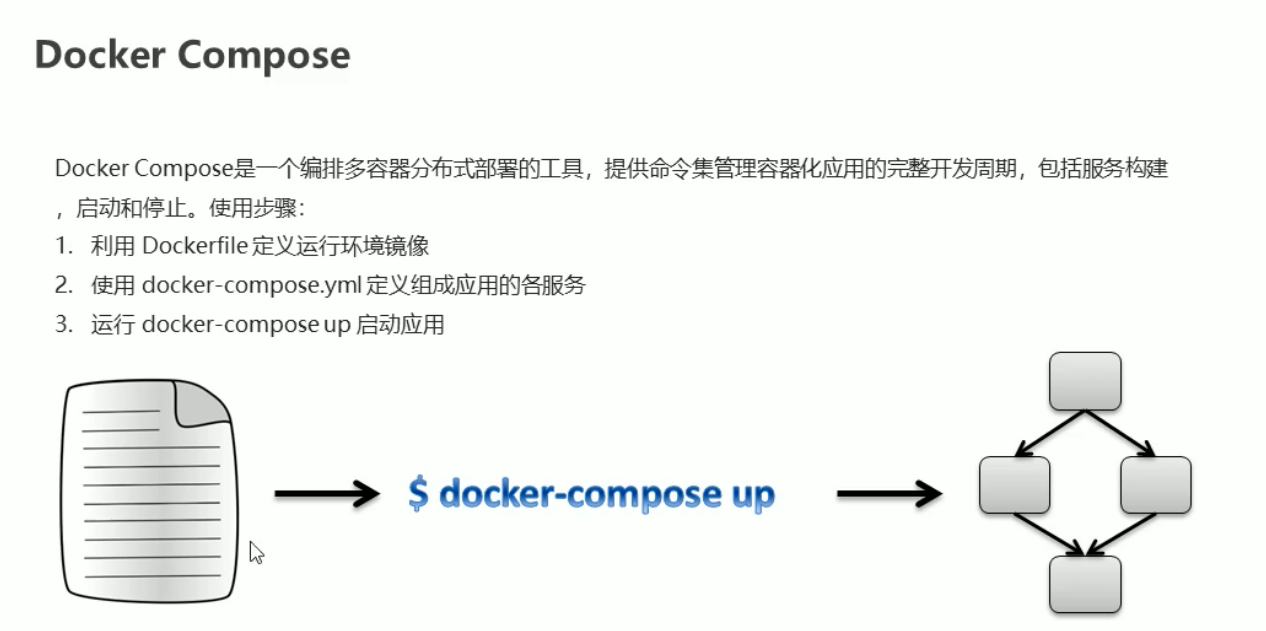 Docker Compose
Docker Compose是一个编排多容器分布式部署的工具，提供命令集管理容器化应用的完整开发周期，包括服务构建
，启动和停止。使用步骤：
1. 利用 Dockerfile 定义运行环境镜像
2. 使用 docker-compose.yml 定义组成应用的各服务
3. 运行 docker-compose up 启动应用
$ docker-compose up